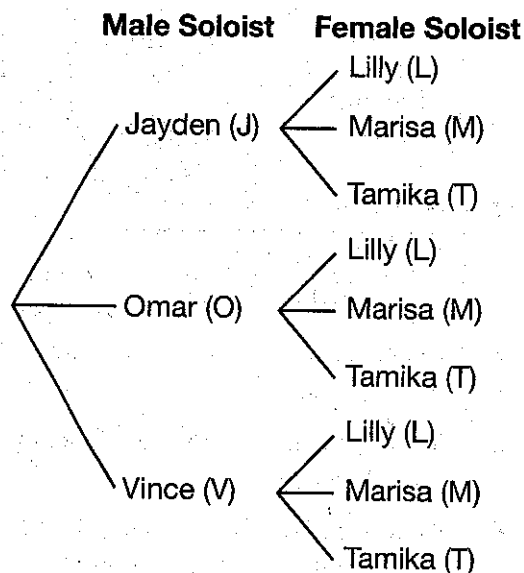 Male Soloist Female Soloist
Lilly (L)
Jayden (J) Marisa (M)
Tamika (T)
Lilly (L)
Omar (O) Marisa (M)
Tamika (T)
Lilly (L)
Vince (V) Marisa (M)
Tamika (T)